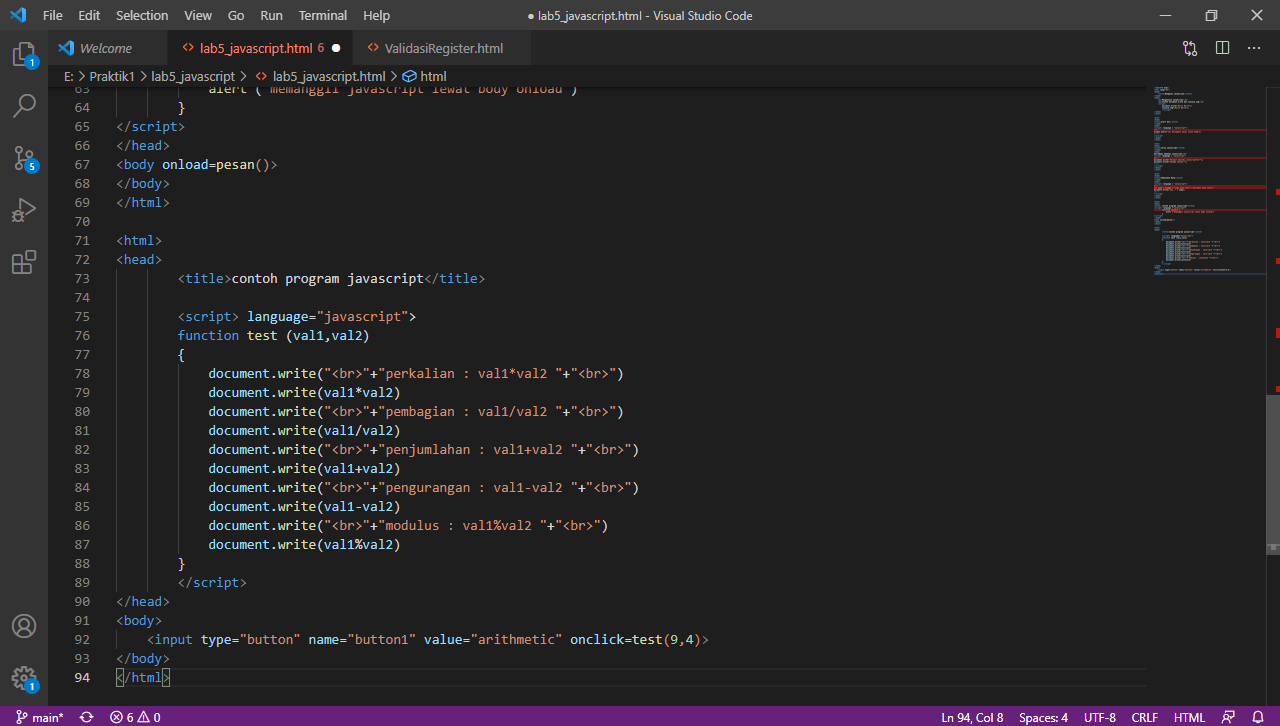 File Edit Selection View Go Run Terminal Help ● lab5_javascript.html - Visual Studio Code
Welcome <> lab5_javascript.html 6 ● <> ValidasiRegister.html
E: > Praktik1 > lab5_javascript > <> lab5_javascript.html > html
63 alert ("memanggil javascript lewat body onload")
64 }
65 </script>
66 </head>
67 <body onload=pesan()>
68 </body>
69 </html>
70
71 <html>
72 <head>
73 <title>contoh program javascript</title>
74
75 <script> language="javascript">
76 function test (val1,val2)
77 {
78 document.write("<br>"+"perkalian : val1*val2 "+"<br>")
79 document.write(val1*val2)
80 document.write("<br>"+"pembagian : val1/val2 "+"<br>")
81 document.write(val1/val2)
82 document.write("<br>"+"penjumlahan : val1+val2 "+"<br>")
83 document.write(val1+val2)
84 document.write("<br>"+"pengurangan : val1-val2 "+"<br>")
85 document.write(val1-val2)
86 document.write("<br>"+"modulus : val1%val2 "+"<br>")
87 document.write(val1%val2)
88 }
89 </script>
90 </head>
91 <body>
92 <input type="button" name="button1" value="arithmetic" onclick=test(9,4)>
93 </body>
94 </html>
1
5
1
main* 6 0 Ln 94, Col 8 Spaces: 4 UTF-8 CRLF HTML